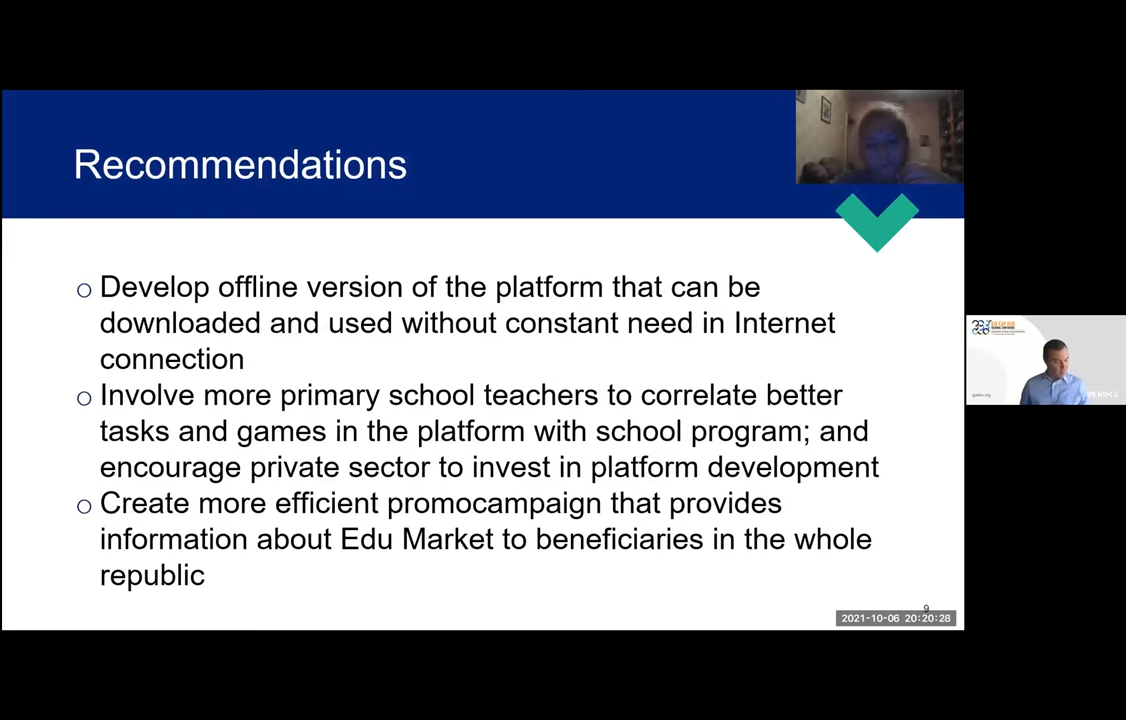 Recommendations
o Develop offline version of the platform that can be
downloaded and used without constant need in Internet
connection
o Involve more primary school teachers to correlate better
tasks and games in the platform with school program; and
encourage private sector to invest in platform development
o Create more efficient promocampaign that provides
information about Edu Market to beneficiaries in the whole
republic
9
2021-10-06 20:20:28